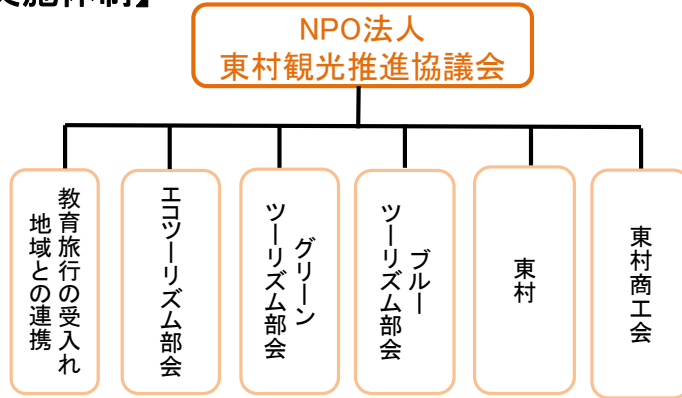 実施体制】
NPO法人
東村観光推進協議会
教育旅行の受入れ
地域との連携
エコツーリズム部会
グリーン
ツーリズム部会
ブルー
ツーリズム部会
東村
東村商工会